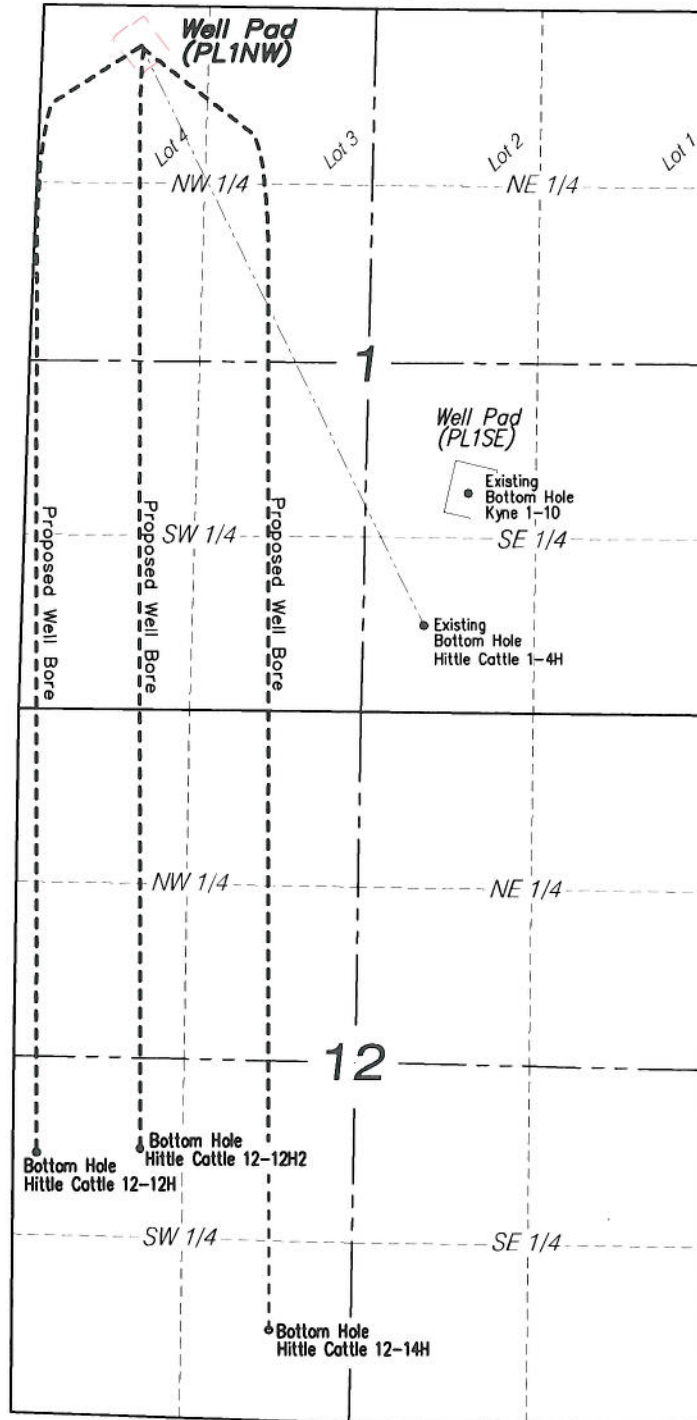 Well Pad
(PL1NW)
Lot 4
Lot 3
Lot 2
Lot 1
NW 1/4
NE 1/4
1
Well Pad
(PL1SE)
Existing
Bottom Hole
Kyne 1-10
Proposed Well Bore
Proposed Well Bore
Proposed Well Bore
SW 1/4
SE 1/4
Existing
Bottom Hole
Hittle Cattle 1-4H
NW 1/4
NE 1/4
12
Bottom Hole
Hittle Cattle 12-12H
Bottom Hole
Hittle Cattle 12-12H2
SW 1/4
SE 1/4
Bottom Hole
Hittle Cattle 12-14H